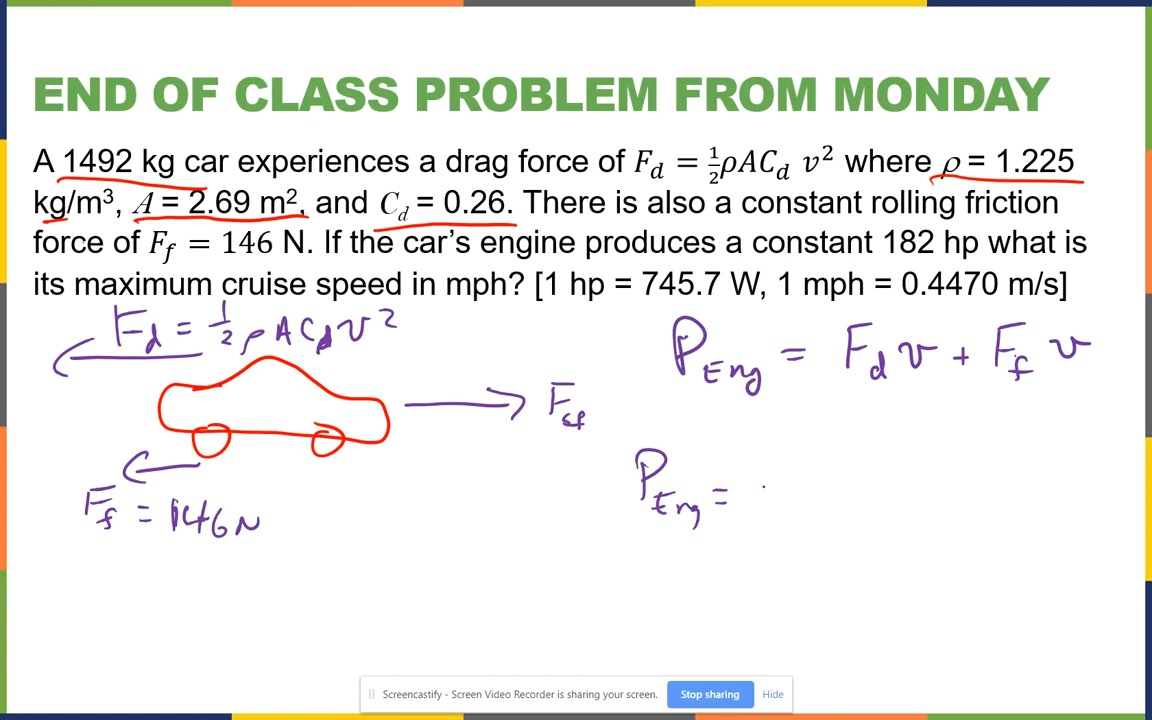 END OF CLASS PROBLEM FROM MONDAY
A 1492 kg car experiences a drag force of F_d = ½ρAC_d v² where ρ = 1.225
kg/m³, A = 2.69 m², and C_d = 0.26. There is also a constant rolling friction
force of F_f = 146 N. If the car's engine produces a constant 182 hp what is
its maximum cruise speed in mph? [1 hp = 745.7 W, 1 mph = 0.4470 m/s]
F_d = ½ρAC_d v²
P_Eng = F_d v + F_f v
F_sf
P_Eng =
F_f = 146 N
Screencastify - Screen Video Recorder is sharing your screen. Stop sharing Hide